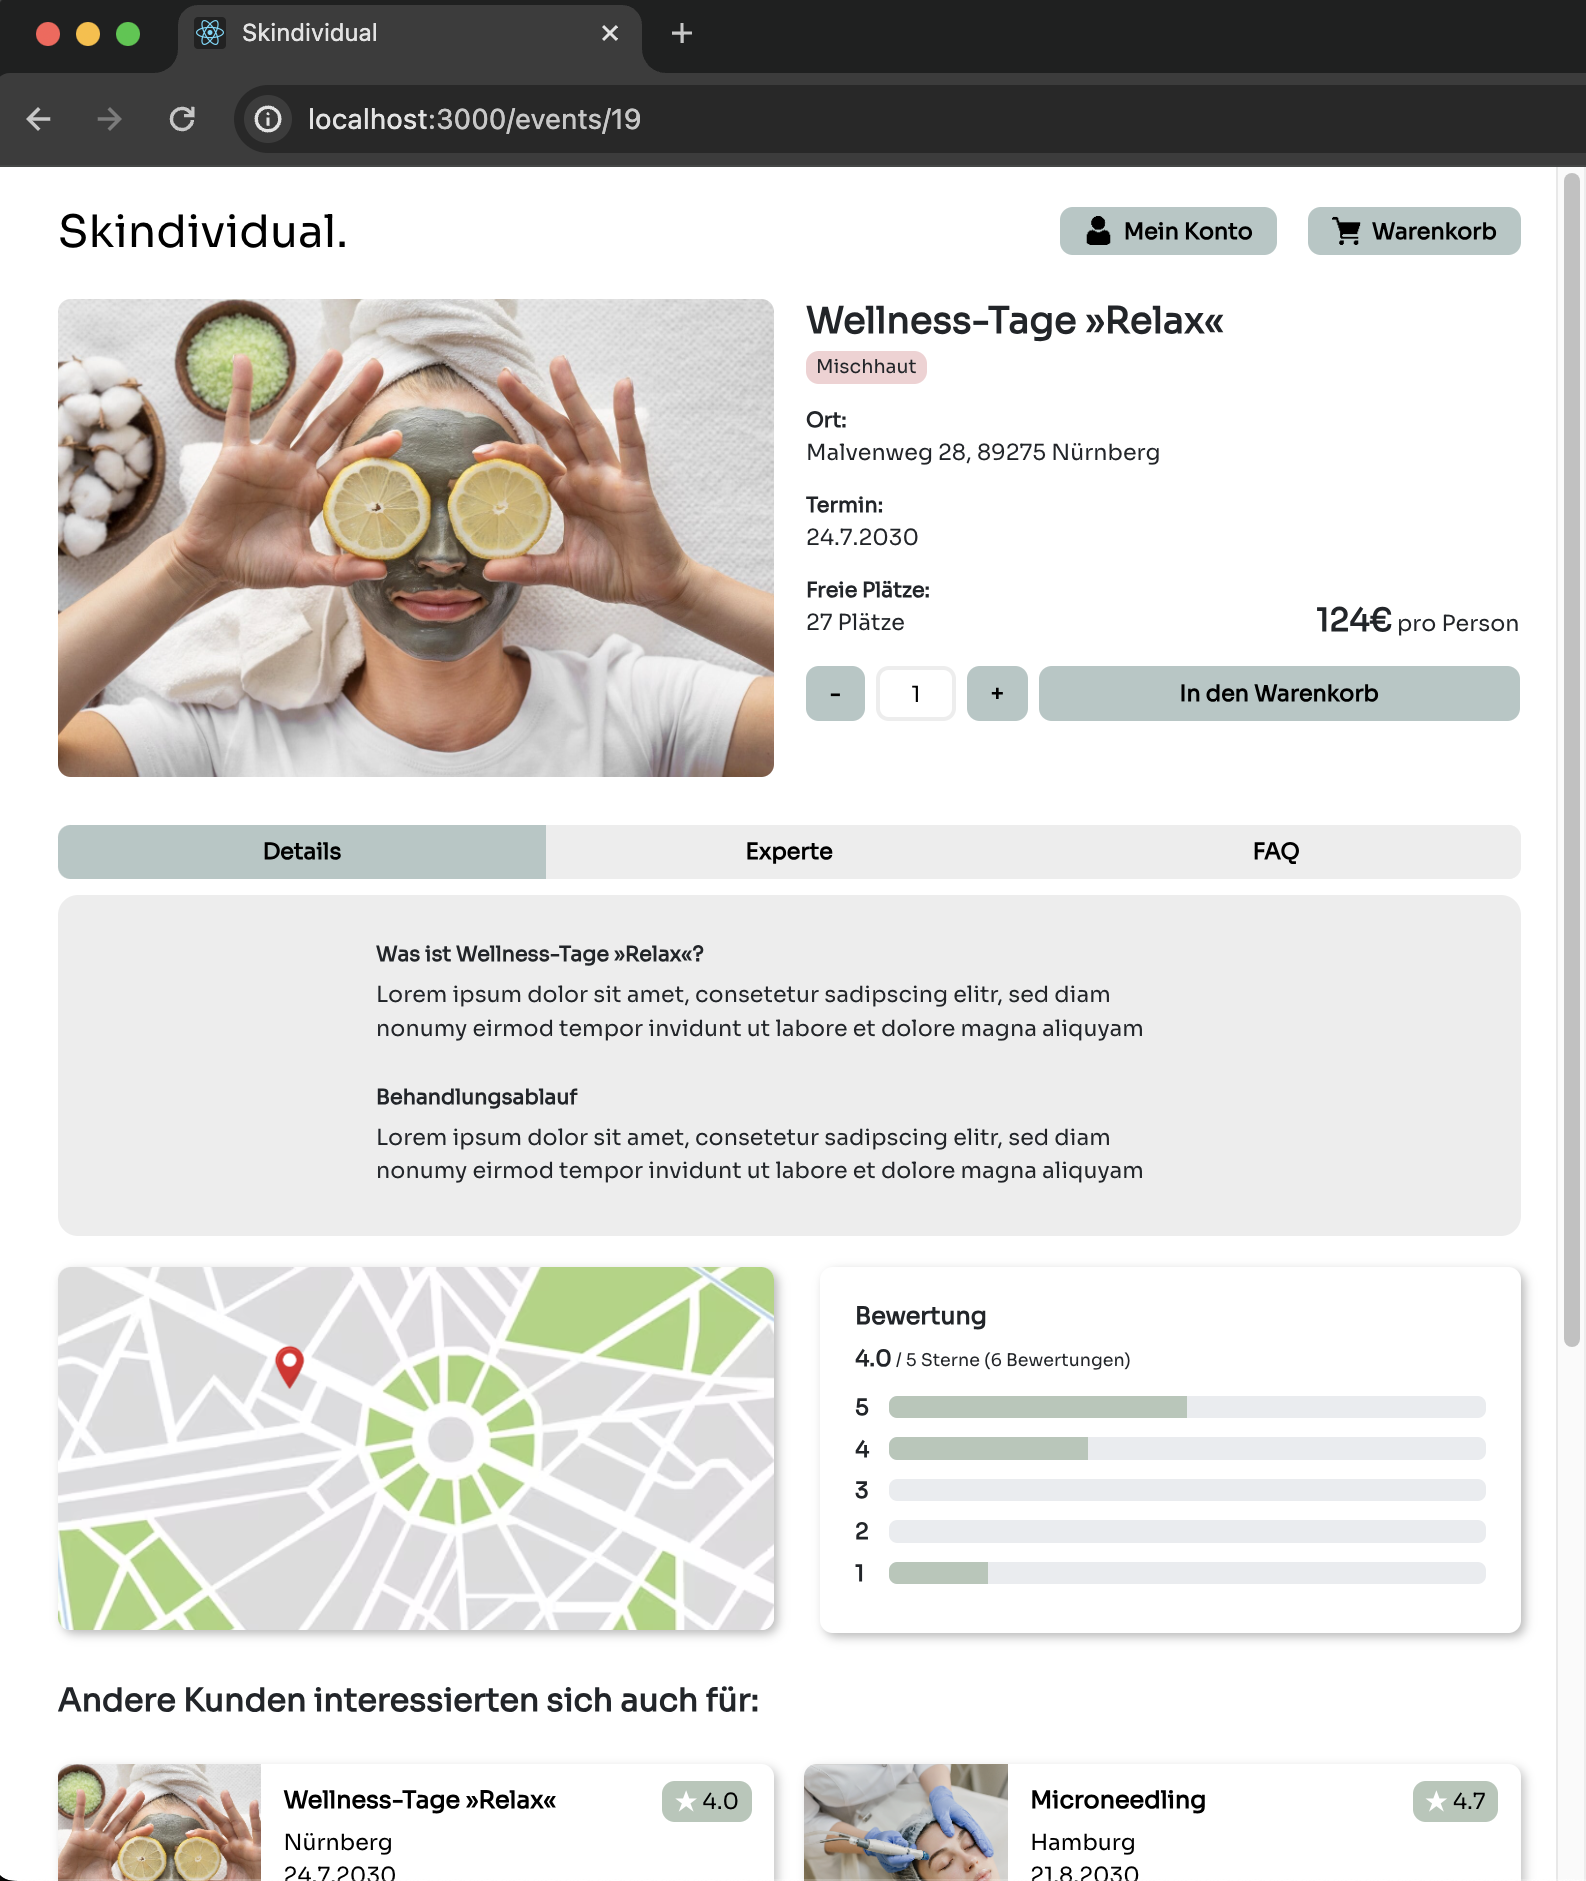 Skindividual
localhost:3000/events/19
Skindividual.
Mein Konto
Warenkorb
Wellness-Tage »Relax«
Mischhaut
Ort:
Malvenweg 28, 89275 Nürnberg
Termin:
24.7.2030
Freie Plätze:
27 Plätze
124€ pro Person
- 1 + In den Warenkorb
Details Experte FAQ
Was ist Wellness-Tage »Relax«?
Lorem ipsum dolor sit amet, consetetur sadipscing elitr, sed diam
nonumy eirmod tempor invidunt ut labore et dolore magna aliquyam
Behandlungsablauf
Lorem ipsum dolor sit amet, consetetur sadipscing elitr, sed diam
nonumy eirmod tempor invidunt ut labore et dolore magna aliquyam
Bewertung
4.0 / 5 Sterne (6 Bewertungen)
5
4
3
2
1
Andere Kunden interessierten sich auch für:
Wellness-Tage »Relax«
4.0
Nürnberg
24.7.2030
Microneedling
4.7
Hamburg
21.8.2030